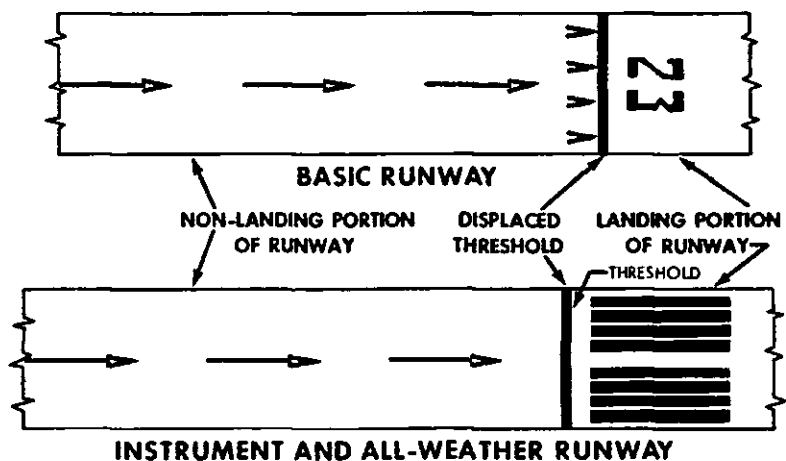 23
BASIC RUNWAY
NON-LANDING PORTION
OF RUNWAY
DISPLACED
THRESHOLD
LANDING PORTION
OF RUNWAY
THRESHOLD
INSTRUMENT AND ALL-WEATHER RUNWAY